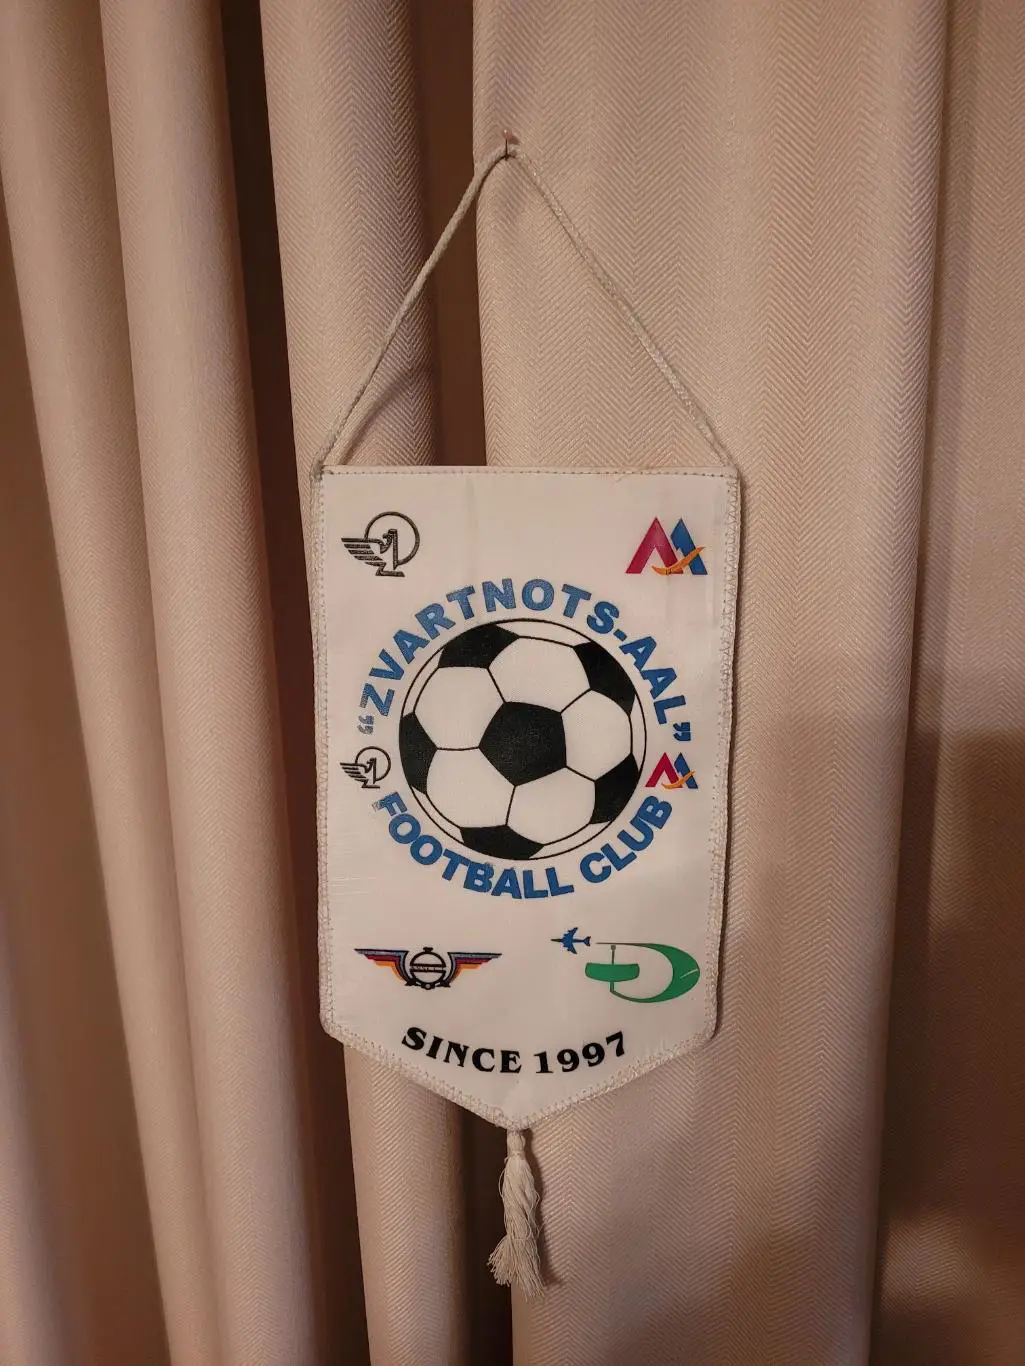 "ZVARTNOTS-AAL"
FOOTBALL CLUB
SINCE 1997